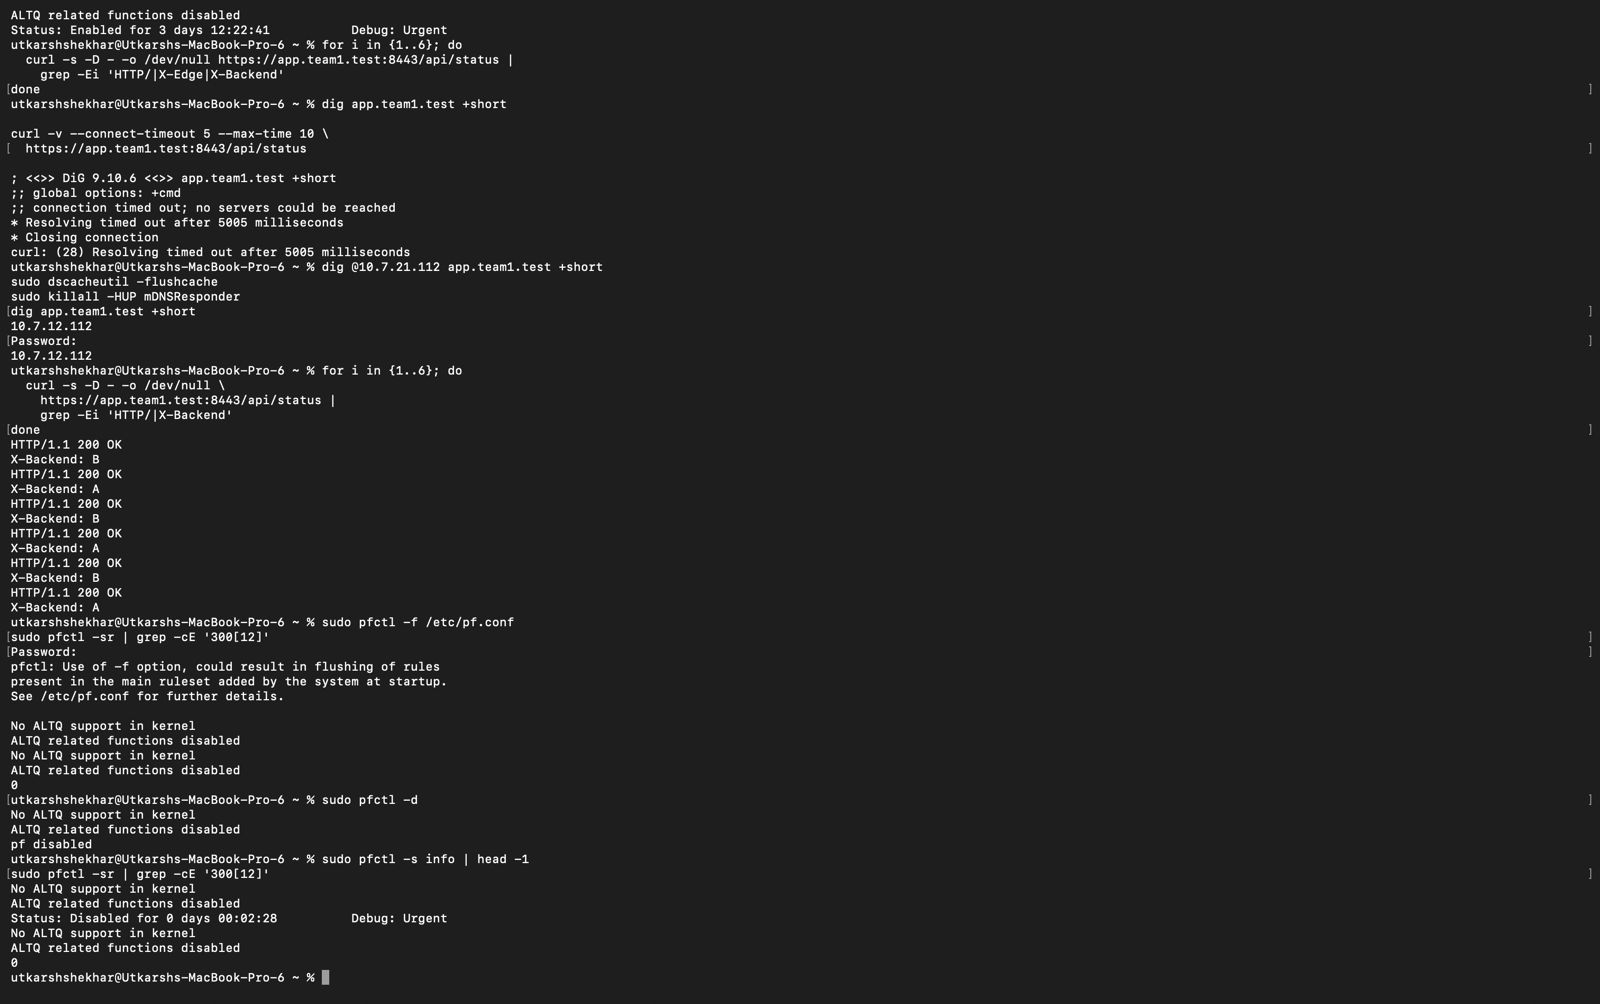 ALTQ related functions disabled
Status: Enabled for 3 days 12:22:41          Debug: Urgent
utkarshshekhar@Utkarshs-MacBook-Pro-6 ~ % for i in {1..6}; do
  curl -s -D - -o /dev/null https://app.team1.test:8443/api/status |
    grep -Ei 'HTTP/|X-Edge|X-Backend'
[done ]
utkarshshekhar@Utkarshs-MacBook-Pro-6 ~ % dig app.team1.test +short

curl -v --connect-timeout 5 --max-time 10 \
[  https://app.team1.test:8443/api/status ]

; <<>> DiG 9.10.6 <<>> app.team1.test +short
;; global options: +cmd
;; connection timed out; no servers could be reached
* Resolving timed out after 5005 milliseconds
* Closing connection
curl: (28) Resolving timed out after 5005 milliseconds
utkarshshekhar@Utkarshs-MacBook-Pro-6 ~ % dig @10.7.21.112 app.team1.test +short
sudo dscacheutil -flushcache
sudo killall -HUP mDNSResponder
[dig app.team1.test +short ]
10.7.12.112
[Password: ]
10.7.12.112
utkarshshekhar@Utkarshs-MacBook-Pro-6 ~ % for i in {1..6}; do
  curl -s -D - -o /dev/null \
    https://app.team1.test:8443/api/status |
    grep -Ei 'HTTP/|X-Backend'
[done ]
HTTP/1.1 200 OK
X-Backend: B
HTTP/1.1 200 OK
X-Backend: A
HTTP/1.1 200 OK
X-Backend: B
HTTP/1.1 200 OK
X-Backend: A
HTTP/1.1 200 OK
X-Backend: B
HTTP/1.1 200 OK
X-Backend: A
utkarshshekhar@Utkarshs-MacBook-Pro-6 ~ % sudo pfctl -f /etc/pf.conf
[sudo pfctl -sr | grep -cE '300[12]' ]
[Password: ]
pfctl: Use of -f option, could result in flushing of rules
present in the main ruleset added by the system at startup.
See /etc/pf.conf for further details.

No ALTQ support in kernel
ALTQ related functions disabled
No ALTQ support in kernel
ALTQ related functions disabled
0
[utkarshshekhar@Utkarshs-MacBook-Pro-6 ~ % sudo pfctl -d ]
No ALTQ support in kernel
ALTQ related functions disabled
pf disabled
utkarshshekhar@Utkarshs-MacBook-Pro-6 ~ % sudo pfctl -s info | head -1
[sudo pfctl -sr | grep -cE '300[12]' ]
No ALTQ support in kernel
ALTQ related functions disabled
Status: Disabled for 0 days 00:02:28          Debug: Urgent
No ALTQ support in kernel
ALTQ related functions disabled
0
utkarshshekhar@Utkarshs-MacBook-Pro-6 ~ %